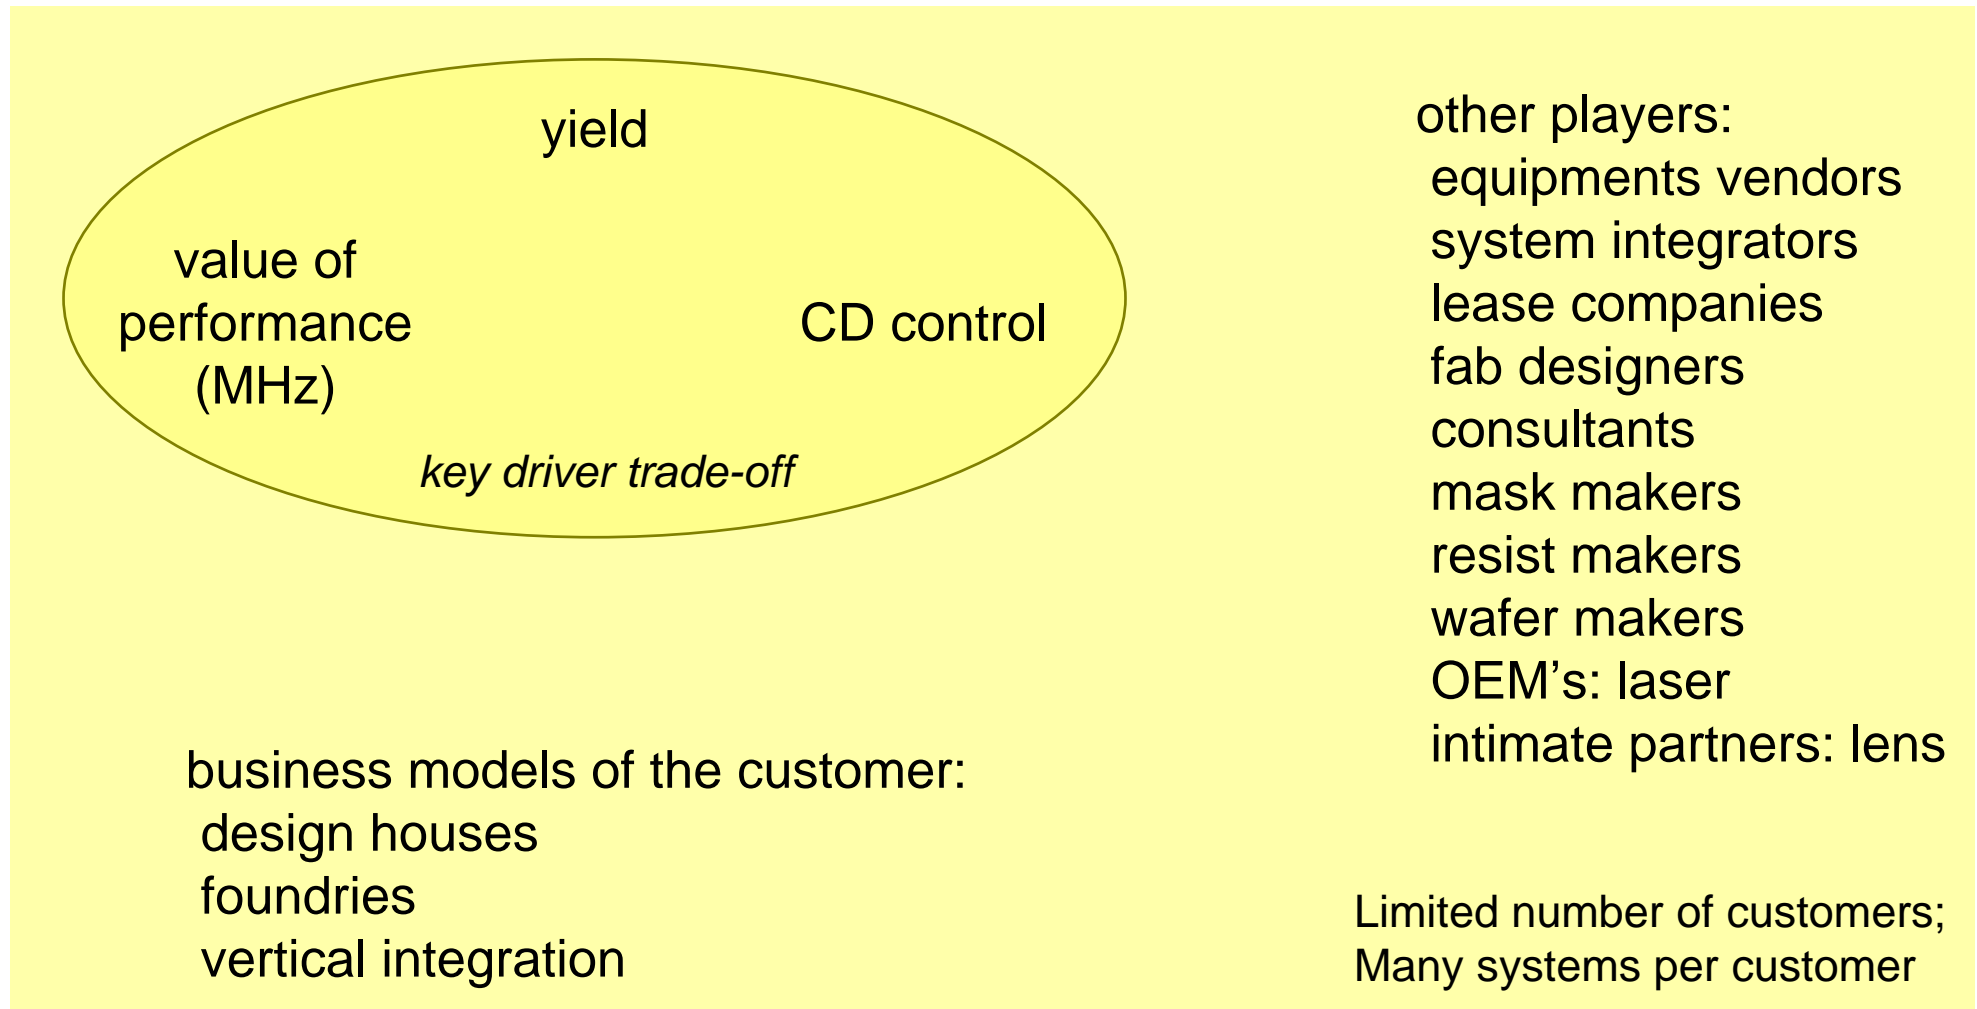 yield
value of
performance
(MHz)
CD control
key driver trade-off
business models of the customer:
design houses
foundries
vertical integration
other players:
equipments vendors
system integrators
lease companies
fab designers
consultants
mask makers
resist makers
wafer makers
OEM’s: laser
intimate partners: lens
Limited number of customers;
Many systems per customer